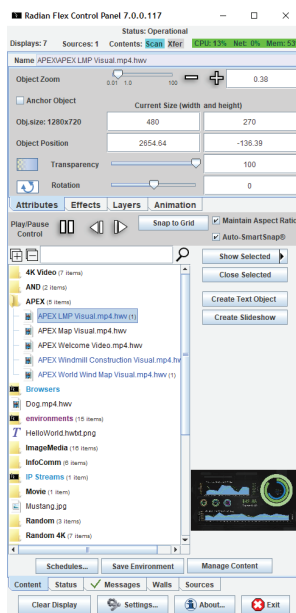 Radian Flex Control Panel 7.0.0.117
Status: Operational
Displays: 7 Sources: 1 Contents: Scan Xfer CPU: 13% Net: 0% Mem: 53
Name APEX\APEX LMP Visual.mp4.hwv
Object Zoom 0.01 1.0 100 0.38
Anchor Object
Current Size (width and height)
Obj.size: 1280x720 480 270
Object Position 2654.64 -136.39
Transparency 100
Rotation 0
Attributes Effects Layers Animation
Play/Pause Control Snap to Grid Maintain Aspect Ratio
Auto-SmartSnap®
Show Selected
Close Selected
Create Text Object
Create Slideshow
4K Video (7 items)
AND (2 items)
APEX (5 items)
APEX LMP Visual.mp4.hwv (1)
APEX Map Visual.mp4.hwv
APEX Welcome Video.mp4.hwv
APEX Windmill Construction Visual.mp4.hw
APEX World Wind Map Visual.mp4.hwv (1)
Browsers
Dog.mp4.hwv
environments (15 items)
HelloWorld.hwtxt.png
ImageMedia (16 items)
InfoComm (6 items)
IP Streams (1 item)
Movie (1 item)
Mustang.jpg
Random (3 items)
Random 4K (7 items)
Schedules... Save Environment Manage Content
Content Status Messages Walls Sources
Clear Display Settings... About... Exit